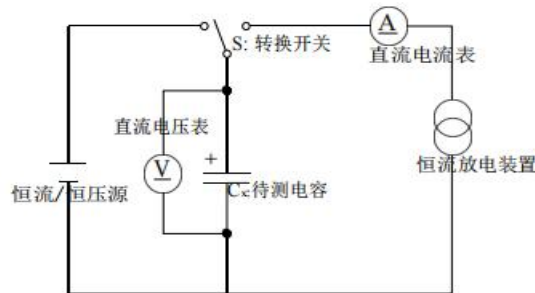 A
S: 转换开关
直流电流表
直流电压表
+
V
恒流放电装置
恒流/恒压源
Cx待测电容